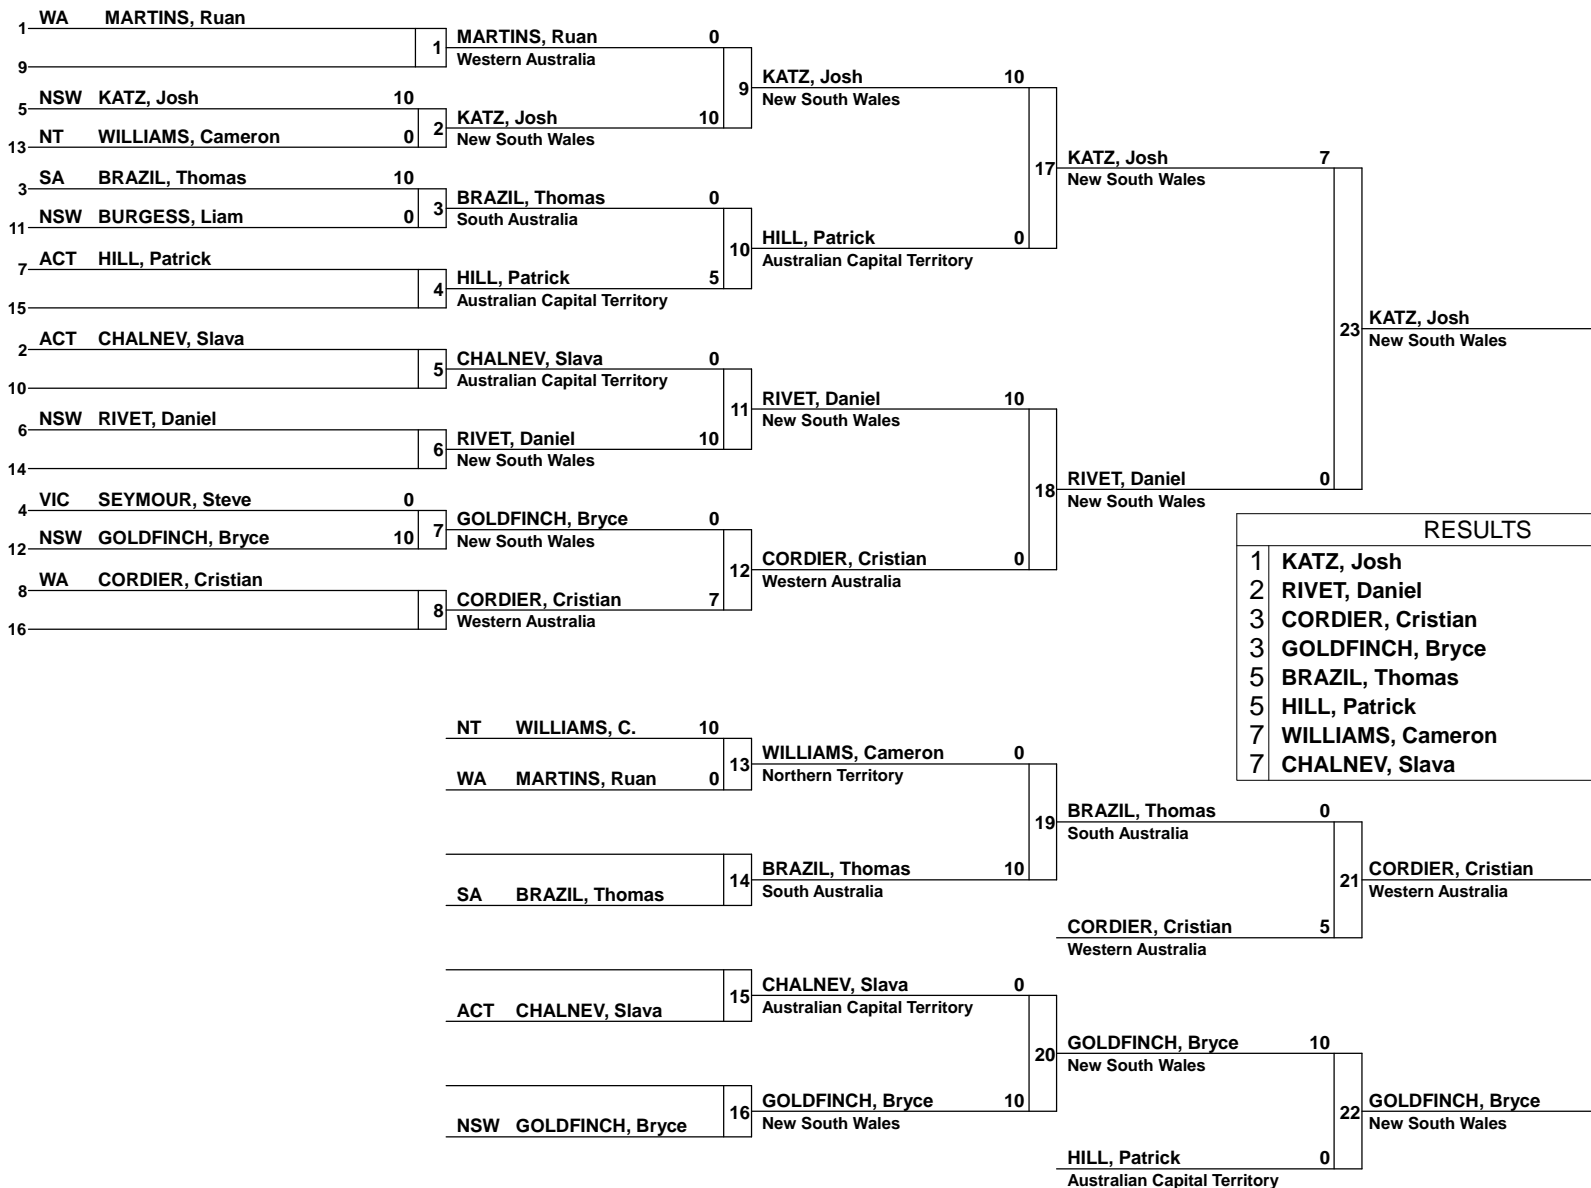 WA MARTINS, Ruan
1
9
1
MARTINS, Ruan 0
Western Australia
NSW KATZ, Josh 10
5
NT WILLIAMS, Cameron 0
13
2
KATZ, Josh 10
New South Wales
9
KATZ, Josh 10
New South Wales
SA BRAZIL, Thomas 10
3
NSW BURGESS, Liam 0
11
3
BRAZIL, Thomas 0
South Australia
ACT HILL, Patrick
7
15
4
HILL, Patrick 5
Australian Capital Territory
10
HILL, Patrick 0
Australian Capital Territory
17
KATZ, Josh 7
New South Wales
ACT CHALNEV, Slava
2
10
5
CHALNEV, Slava 0
Australian Capital Territory
NSW RIVET, Daniel
6
14
6
RIVET, Daniel 10
New South Wales
11
RIVET, Daniel 10
New South Wales
VIC SEYMOUR, Steve 0
4
NSW GOLDFINCH, Bryce 10
12
7
GOLDFINCH, Bryce 0
New South Wales
WA CORDIER, Cristian
8
16
8
CORDIER, Cristian 7
Western Australia
12
CORDIER, Cristian 0
Western Australia
18
RIVET, Daniel 0
New South Wales
23
KATZ, Josh
New South Wales
RESULTS
1 KATZ, Josh
2 RIVET, Daniel
3 CORDIER, Cristian
3 GOLDFINCH, Bryce
5 BRAZIL, Thomas
5 HILL, Patrick
7 WILLIAMS, Cameron
7 CHALNEV, Slava
NT WILLIAMS, C. 10
WA MARTINS, Ruan 0
13
WILLIAMS, Cameron 0
Northern Territory
SA BRAZIL, Thomas
14
BRAZIL, Thomas 10
South Australia
19
BRAZIL, Thomas 0
South Australia
CORDIER, Cristian 5
Western Australia
21
CORDIER, Cristian
Western Australia
ACT CHALNEV, Slava
15
CHALNEV, Slava 0
Australian Capital Territory
NSW GOLDFINCH, Bryce
16
GOLDFINCH, Bryce 10
New South Wales
20
GOLDFINCH, Bryce 10
New South Wales
HILL, Patrick 0
Australian Capital Territory
22
GOLDFINCH, Bryce
New South Wales